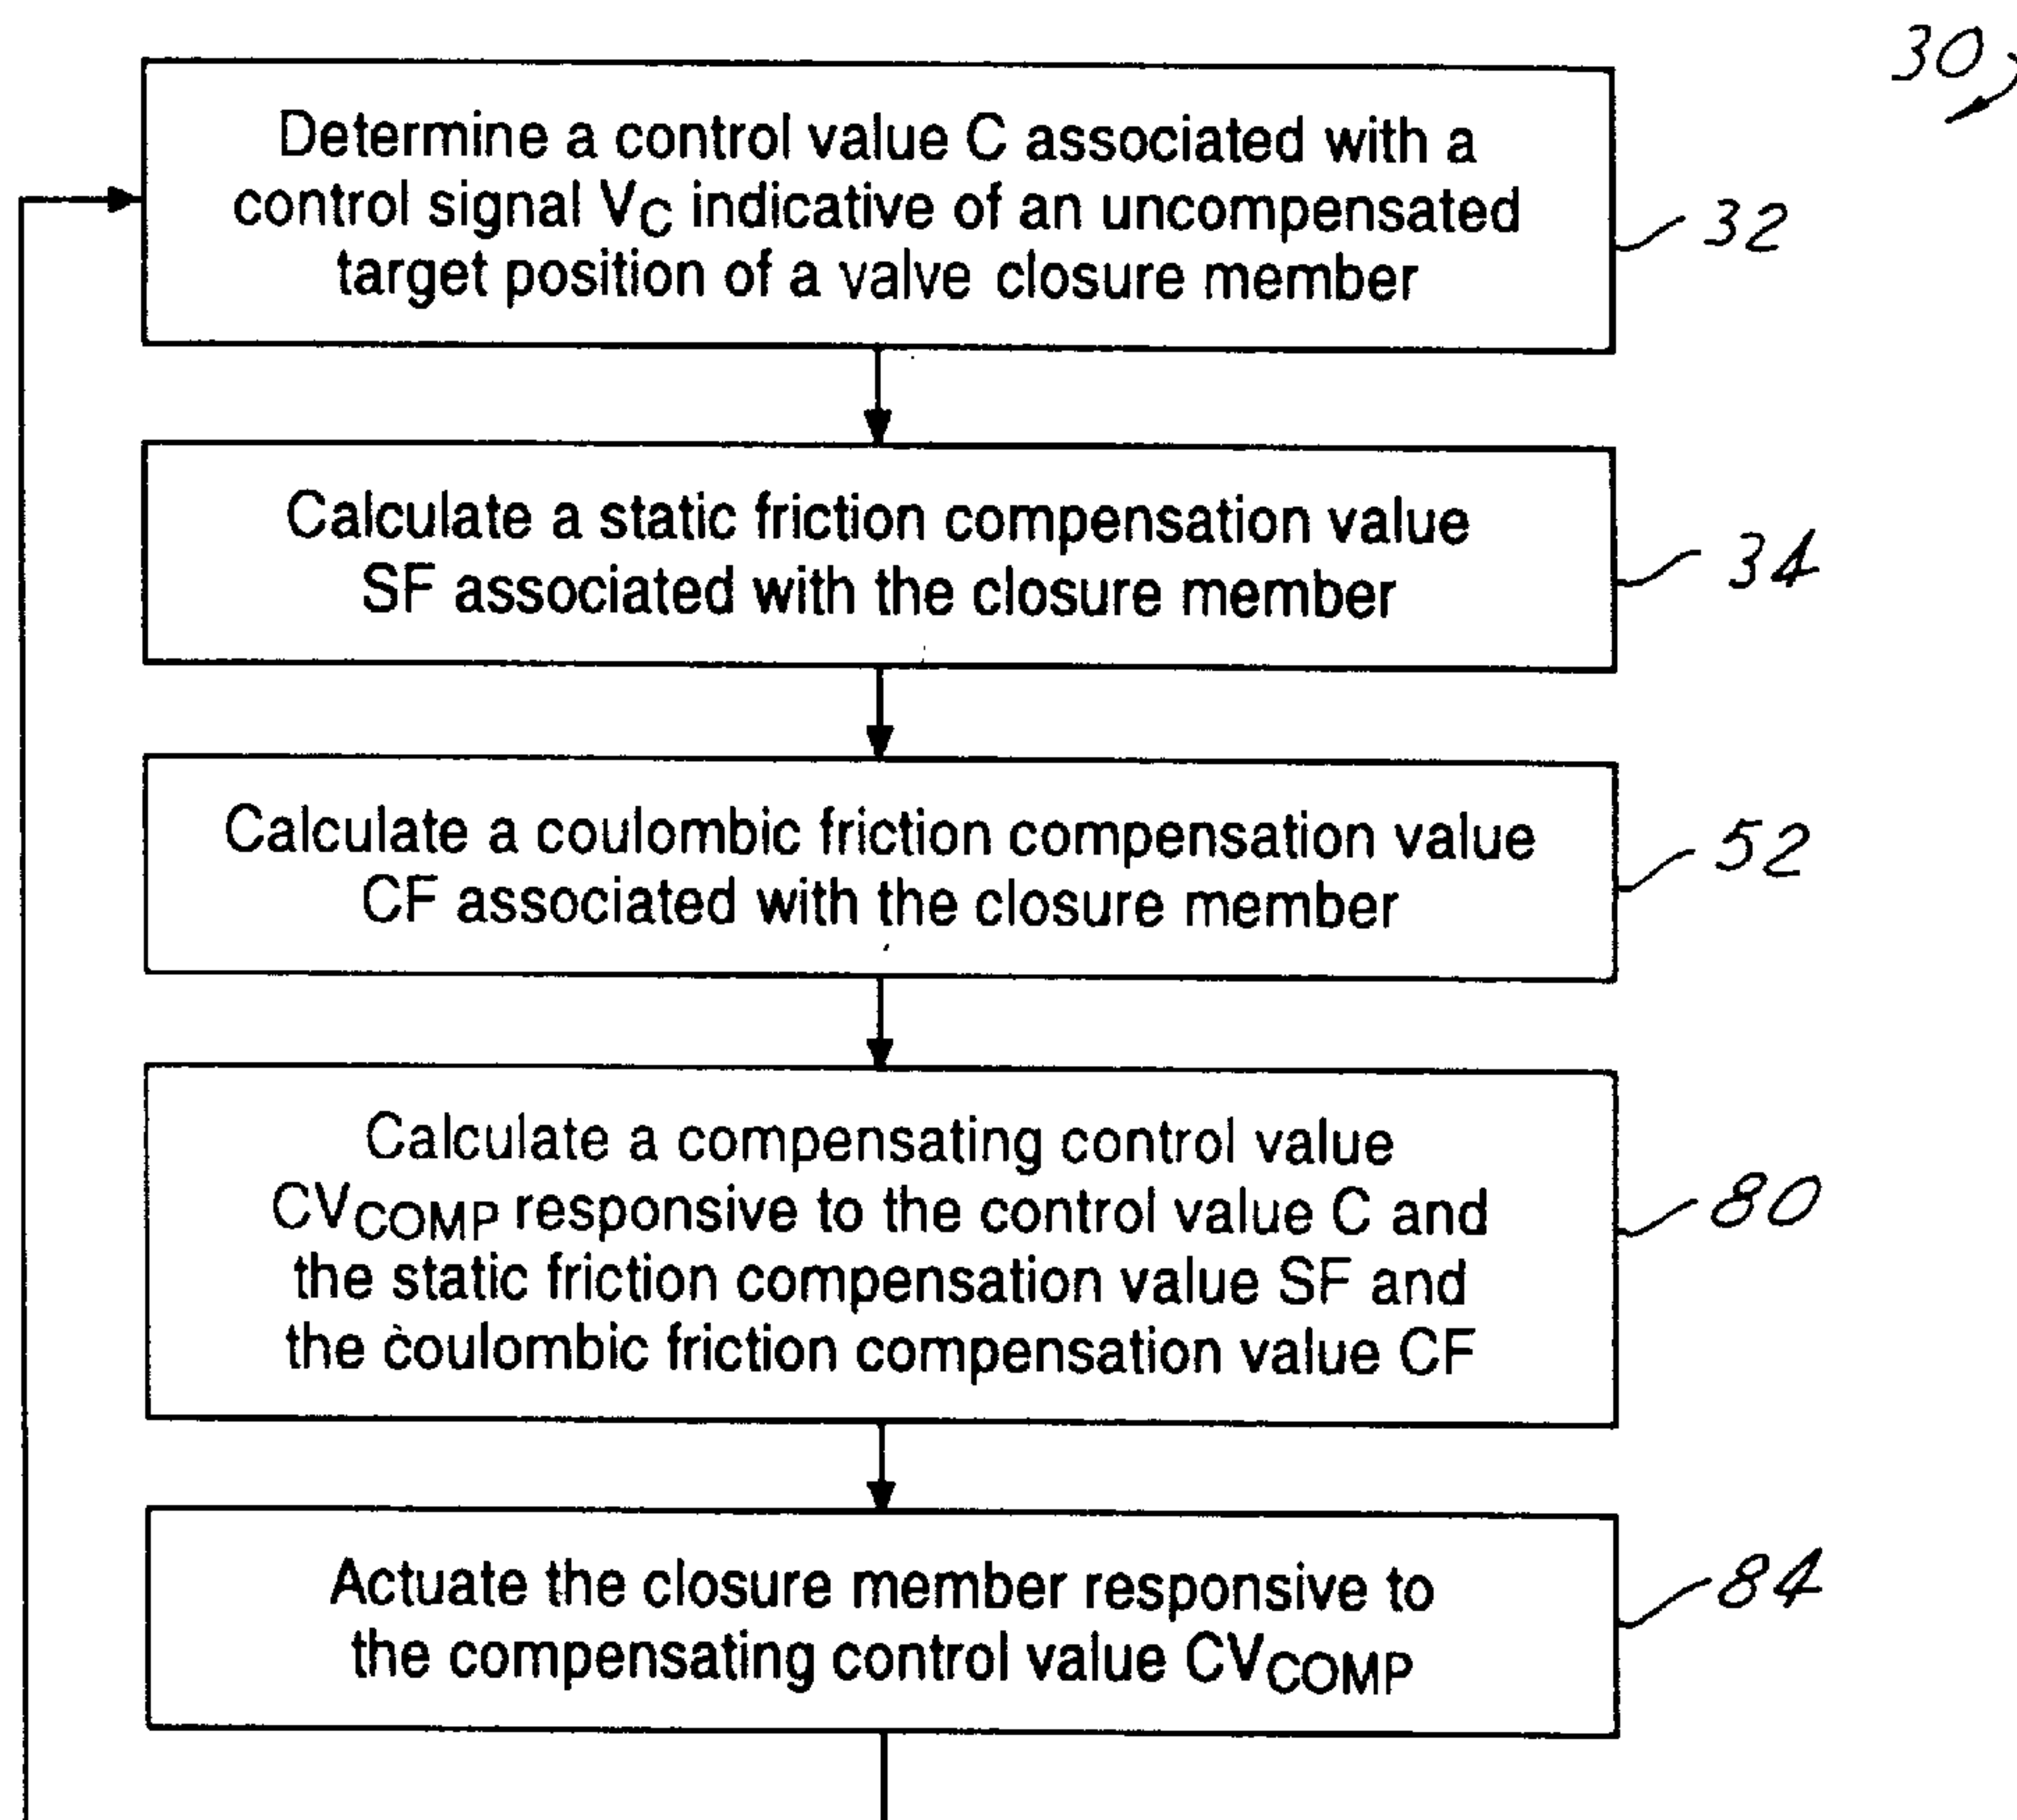 30
Determine a control value C associated with a
control signal VC indicative of an uncompensated
target position of a valve closure member
32
Calculate a static friction compensation value
SF associated with the closure member
34
Calculate a coulombic friction compensation value
CF associated with the closure member
52
Calculate a compensating control value
CVCOMP responsive to the control value C and
the static friction compensation value SF and
the coulombic friction compensation value CF
80
Actuate the closure member responsive to
the compensating control value CVCOMP
84